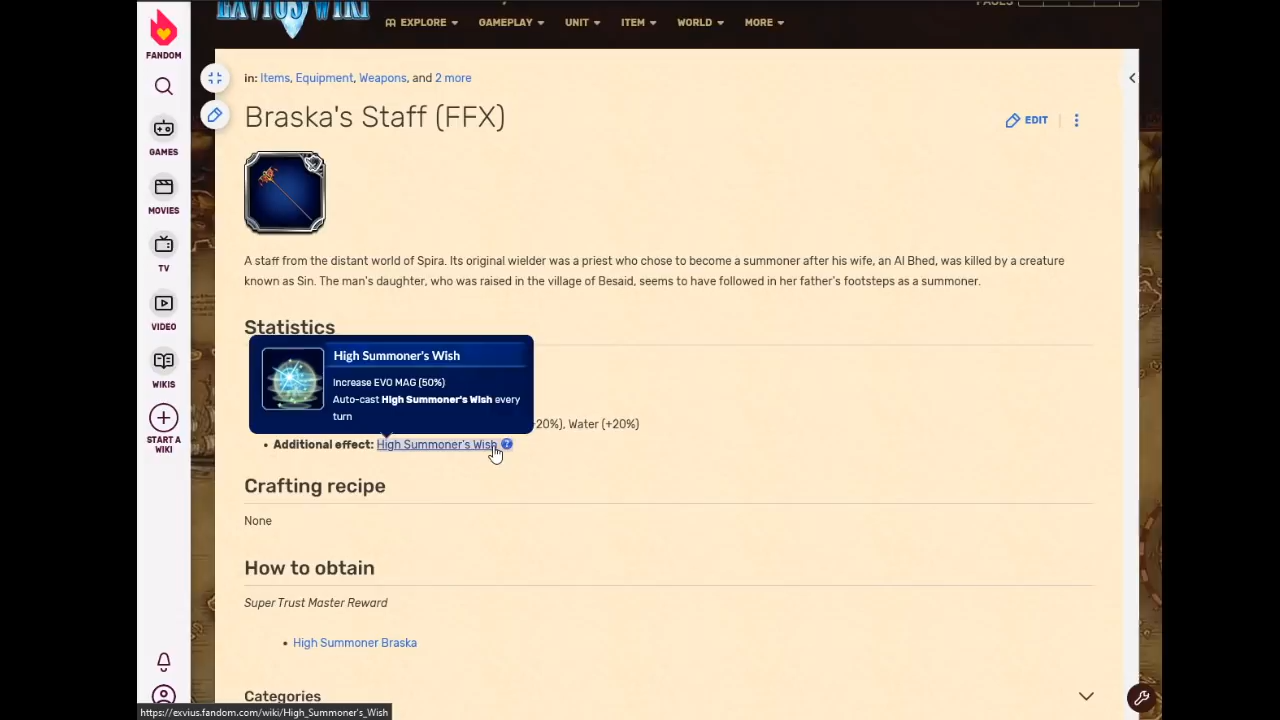 EXVIUS WIKI
EXPLORE
GAMEPLAY
UNIT
ITEM
WORLD
MORE
FANDOM
GAMES
MOVIES
TV
VIDEO
WIKIS
START A
WIKI
in: Items, Equipment, Weapons, and 2 more
Braska's Staff (FFX)
EDIT
A staff from the distant world of Spira. Its original wielder was a priest who chose to become a summoner after his wife, an Al Bhed, was killed by a creature
known as Sin. The man's daughter, who was raised in the village of Besaid, seems to have followed in her father's footsteps as a summoner.
Statistics
High Summoner's Wish
Increase EVO MAG (50%)
Auto-cast High Summoner's Wish every
turn
20%), Water (+20%)
• Additional effect: High Summoner's Wish ?
Crafting recipe
None
How to obtain
Super Trust Master Reward
• High Summoner Braska
Categories
https://exvius.fandom.com/wiki/High_Summoner's_Wish